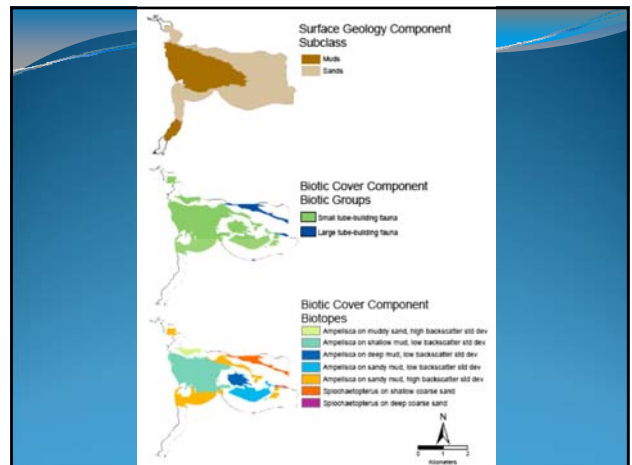 Surface Geology Component
Subclass
Muds
Sands
Biotic Cover Component
Biotic Groups
Small tube-building fauna
Large tube-building fauna
Biotic Cover Component
Biotopes
Ampelisca on muddy sand, high backscatter std dev
Ampelisca on shallow mud, low backscatter std dev
Ampelisca on deep mud, low backscatter std dev
Ampelisca on sandy mud, low backscatter std dev
Ampelisca on sandy mud, high backscatter std dev
Spiochaetopterus on shallow coarse sand
Spiochaetopterus on deep coarse sand
N
0 1 2
Kilometers